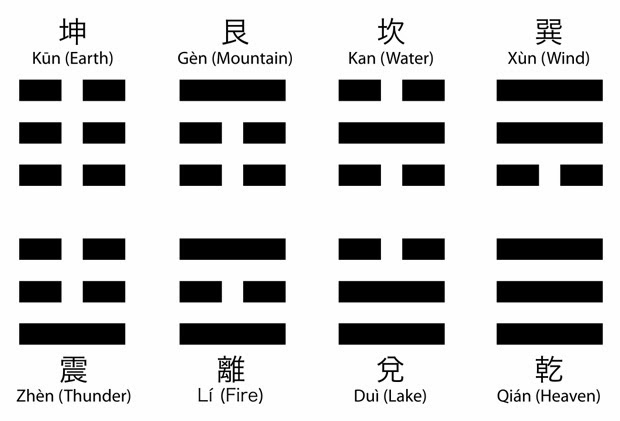 坤
Kūn (Earth)
艮
Gèn (Mountain)
坎
Kan (Water)
巽
Xùn (Wind)
震
Zhèn (Thunder)
離
Lí (Fire)
兌
Duì (Lake)
乾
Qián (Heaven)